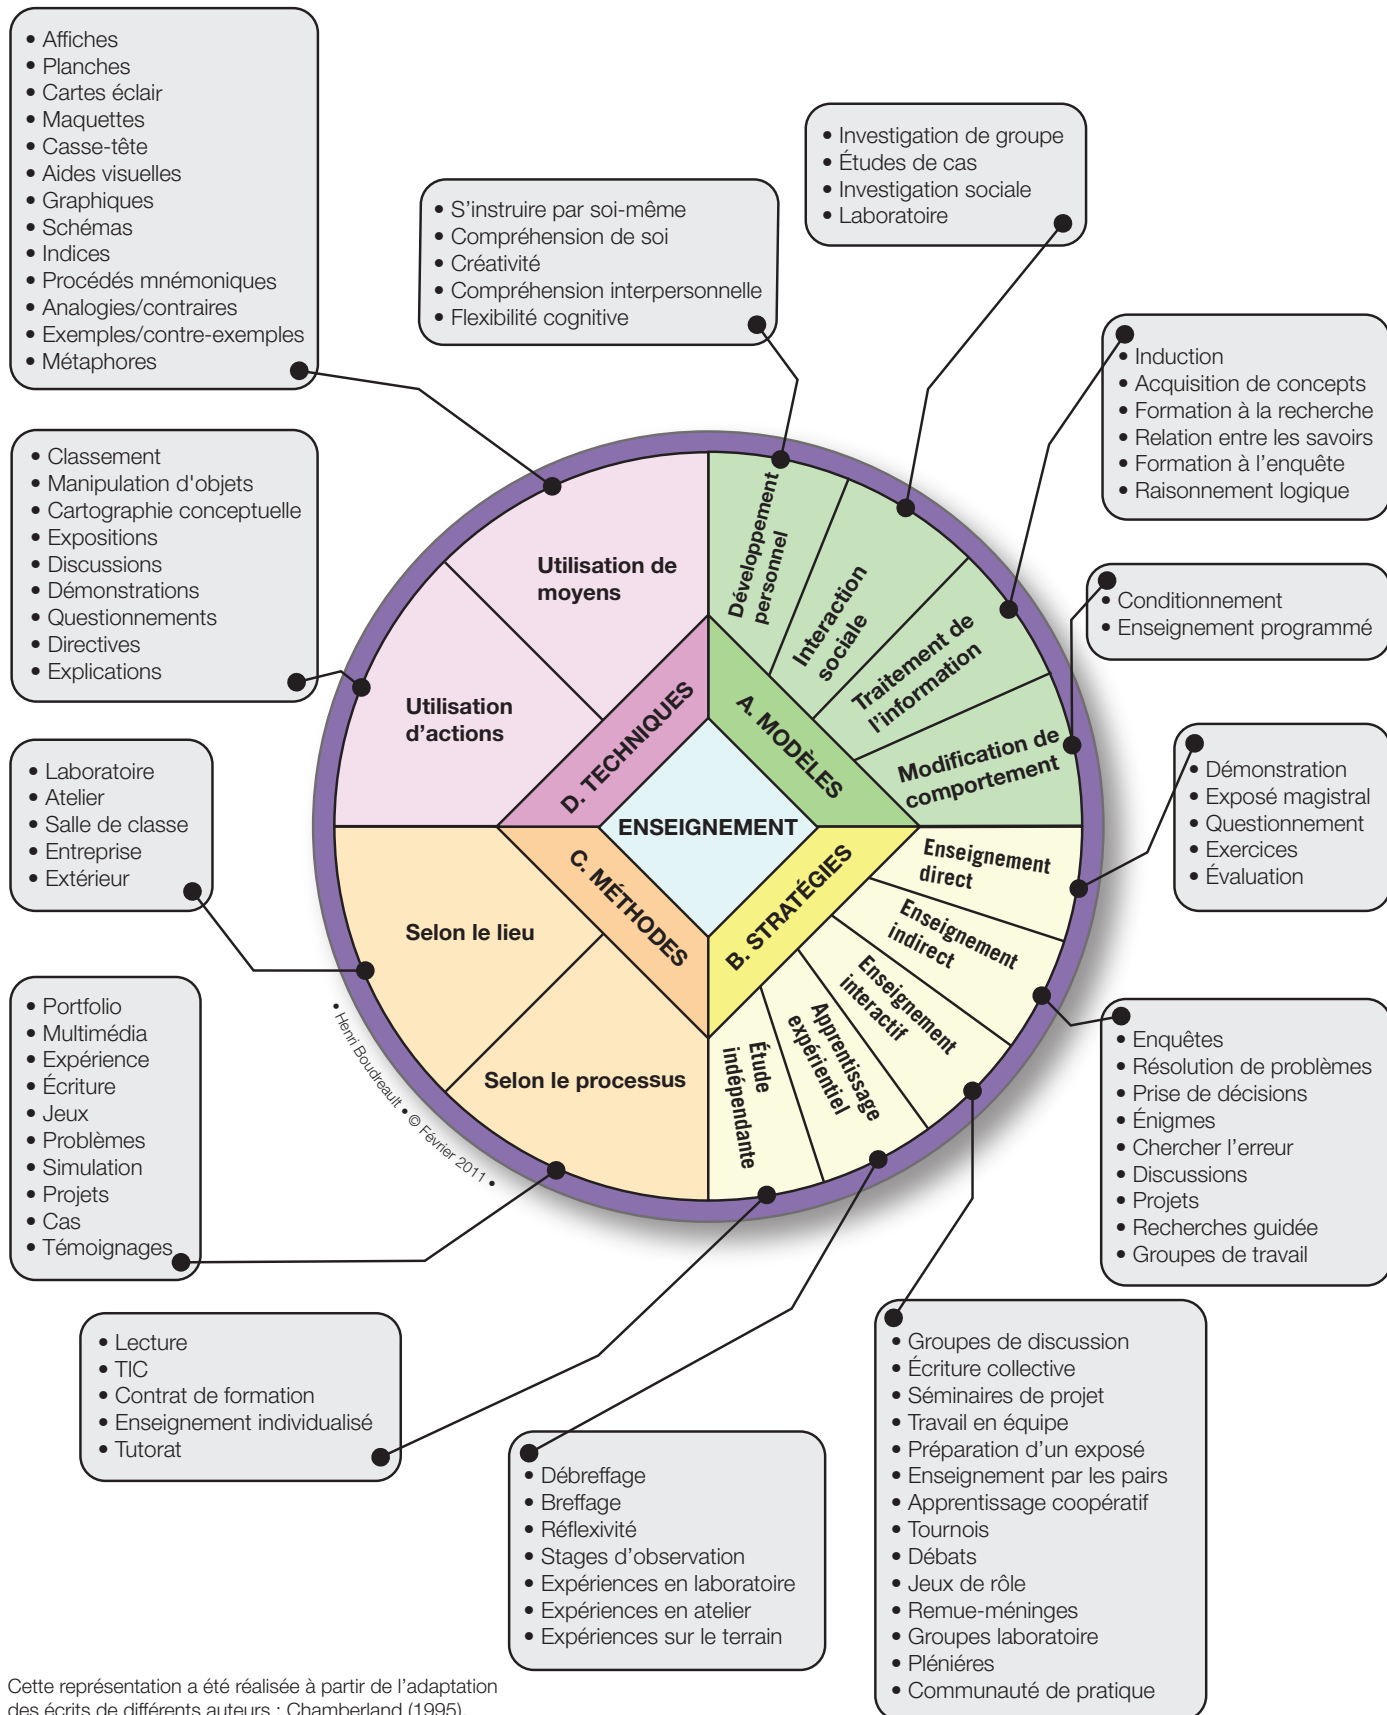 • Affiches
• Planches
• Cartes éclair
• Maquettes
• Casse-tête
• Aides visuelles
• Graphiques
• Schémas
• Indices
• Procédés mnémoniques
• Analogies/contraires
• Exemples/contre-exemples
• Métaphores
• S'instruire par soi-même
• Compréhension de soi
• Créativité
• Compréhension interpersonnelle
• Flexibilité cognitive
• Investigation de groupe
• Études de cas
• Investigation sociale
• Laboratoire
• Induction
• Acquisition de concepts
• Formation à la recherche
• Relation entre les savoirs
• Formation à l'enquête
• Raisonnement logique
• Classement
• Manipulation d'objets
• Cartographie conceptuelle
• Expositions
• Discussions
• Démonstrations
• Questionnements
• Directives
• Explications
• Conditionnement
• Enseignement programmé
Utilisation de
moyens
Utilisation
d'actions
Développement
personnel
Interaction
sociale
Traitement de
l'information
Modification de
comportement
D. TECHNIQUES
A. MODÈLES
ENSEIGNEMENT
C. MÉTHODES
B. STRATÉGIES
Selon le lieu
Selon le processus
Enseignement
direct
Enseignement
indirect
Enseignement
interactif
Apprentissage
expérientiel
Étude
indépendante
• Henri Boudreault • © Février 2011 •
• Laboratoire
• Atelier
• Salle de classe
• Entreprise
• Extérieur
• Démonstration
• Exposé magistral
• Questionnement
• Exercices
• Évaluation
• Portfolio
• Multimédia
• Expérience
• Écriture
• Jeux
• Problèmes
• Simulation
• Projets
• Cas
• Témoignages
• Enquêtes
• Résolution de problèmes
• Prise de décisions
• Énigmes
• Chercher l'erreur
• Discussions
• Projets
• Recherches guidée
• Groupes de travail
• Lecture
• TIC
• Contrat de formation
• Enseignement individualisé
• Tutorat
• Débreffage
• Breffage
• Réflexivité
• Stages d'observation
• Expériences en laboratoire
• Expériences en atelier
• Expériences sur le terrain
• Groupes de discussion
• Écriture collective
• Séminaires de projet
• Travail en équipe
• Préparation d'un exposé
• Enseignement par les pairs
• Apprentissage coopératif
• Tournois
• Débats
• Jeux de rôle
• Remue-méninges
• Groupes laboratoire
• Pléniéres
• Communauté de pratique
Cette représentation a été réalisée à partir de l'adaptation
des écrits de différents auteurs : Chamberland (1995),